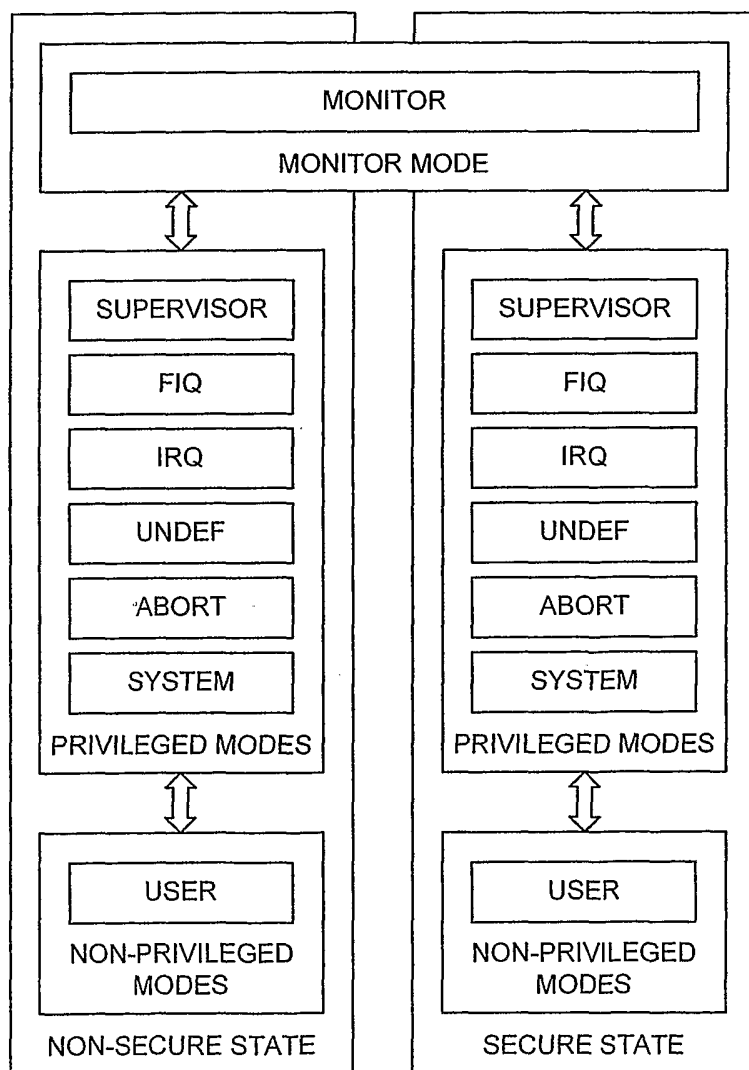 MONITOR
MONITOR MODE
SUPERVISOR
FIQ
IRQ
UNDEF
ABORT
SYSTEM
PRIVILEGED MODES
USER
NON-PRIVILEGED
MODES
NON-SECURE STATE
SUPERVISOR
FIQ
IRQ
UNDEF
ABORT
SYSTEM
PRIVILEGED MODES
USER
NON-PRIVILEGED
MODES
SECURE STATE